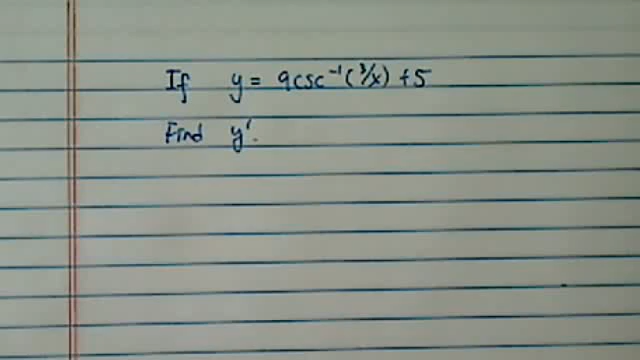 If y = 9csc⁻¹(3/x) + 5
Find y'.